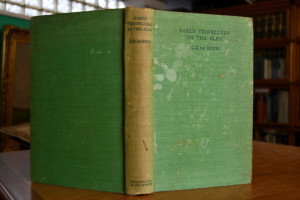 EARLY
TRAVELLERS
IN THE ALPS
G.R. DE BEER
EARLY TRAVELLERS
IN THE ALPS
G.R. DE BEER